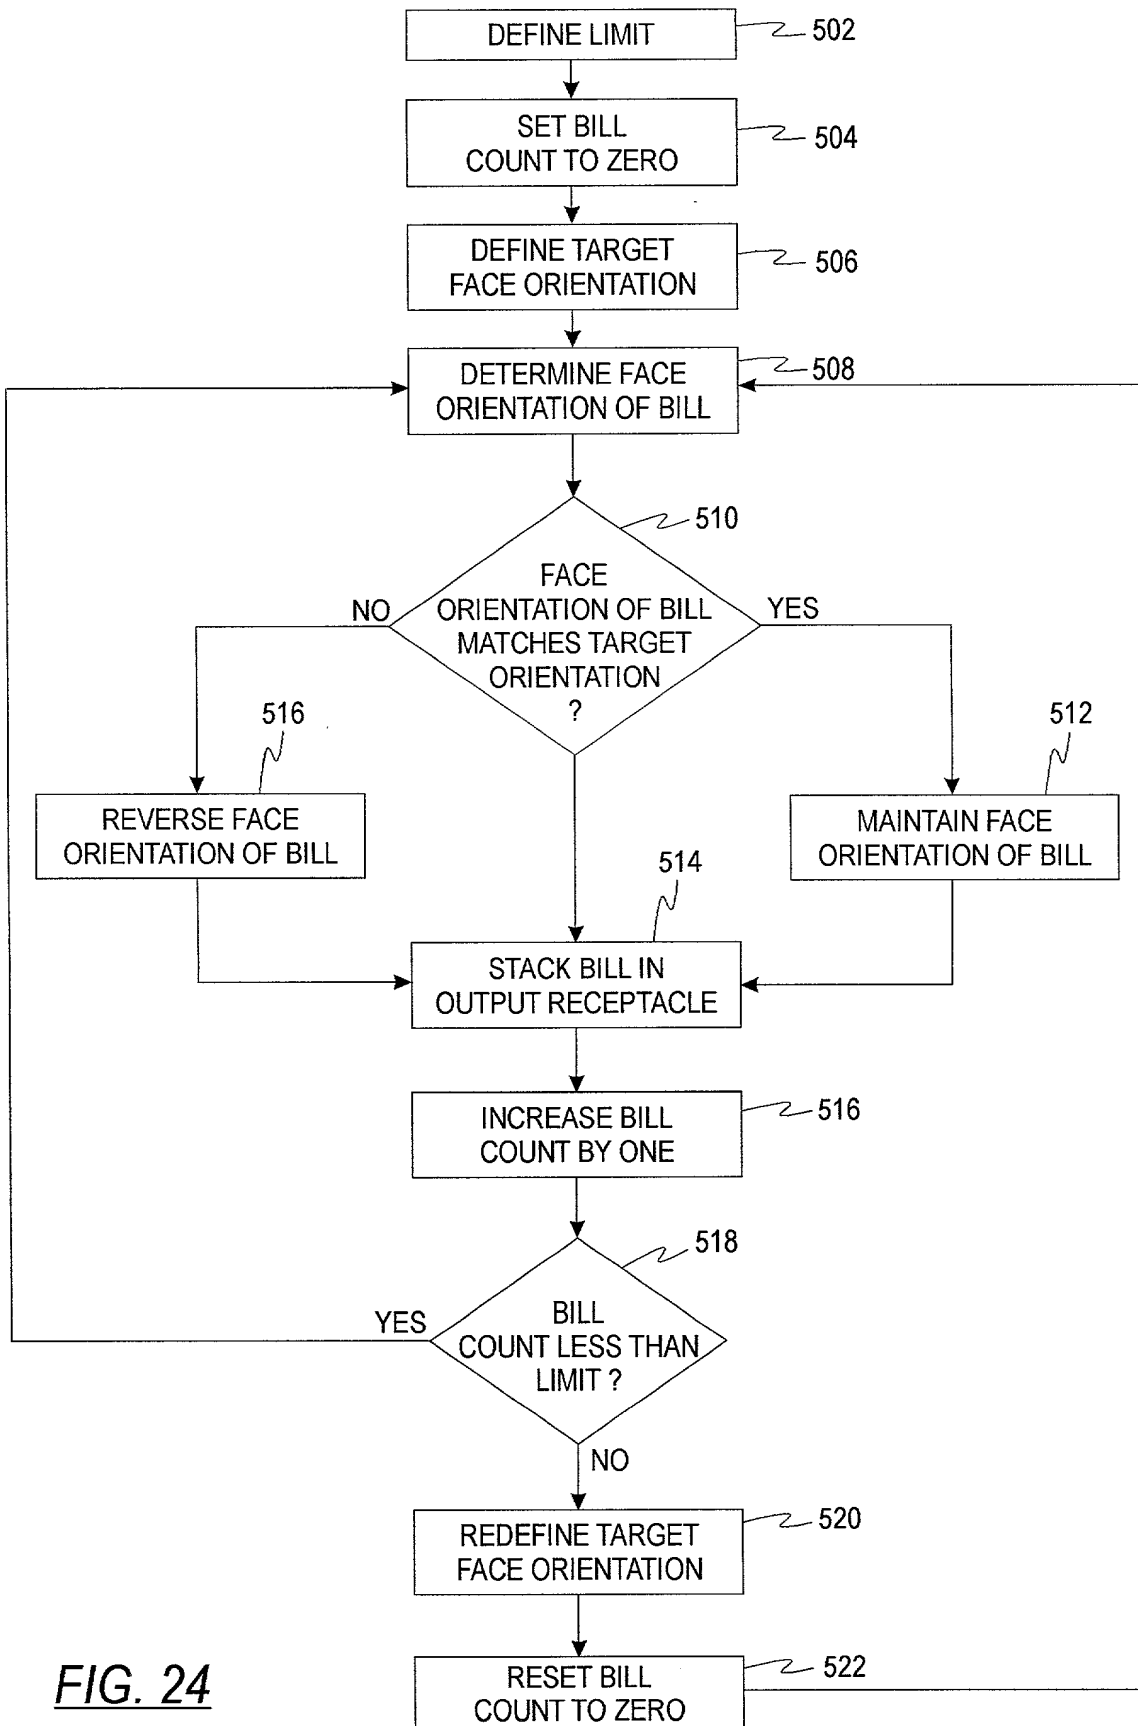 DEFINE LIMIT
502
SET BILL
COUNT TO ZERO
504
DEFINE TARGET
FACE ORIENTATION
506
DETERMINE FACE
ORIENTATION OF BILL
508
510
FACE
ORIENTATION OF BILL
MATCHES TARGET
ORIENTATION
?
NO
YES
516
REVERSE FACE
ORIENTATION OF BILL
512
MAINTAIN FACE
ORIENTATION OF BILL
514
STACK BILL IN
OUTPUT RECEPTACLE
INCREASE BILL
COUNT BY ONE
516
518
BILL
COUNT LESS THAN
LIMIT ?
YES
NO
REDEFINE TARGET
FACE ORIENTATION
520
RESET BILL
COUNT TO ZERO
522
FIG. 24